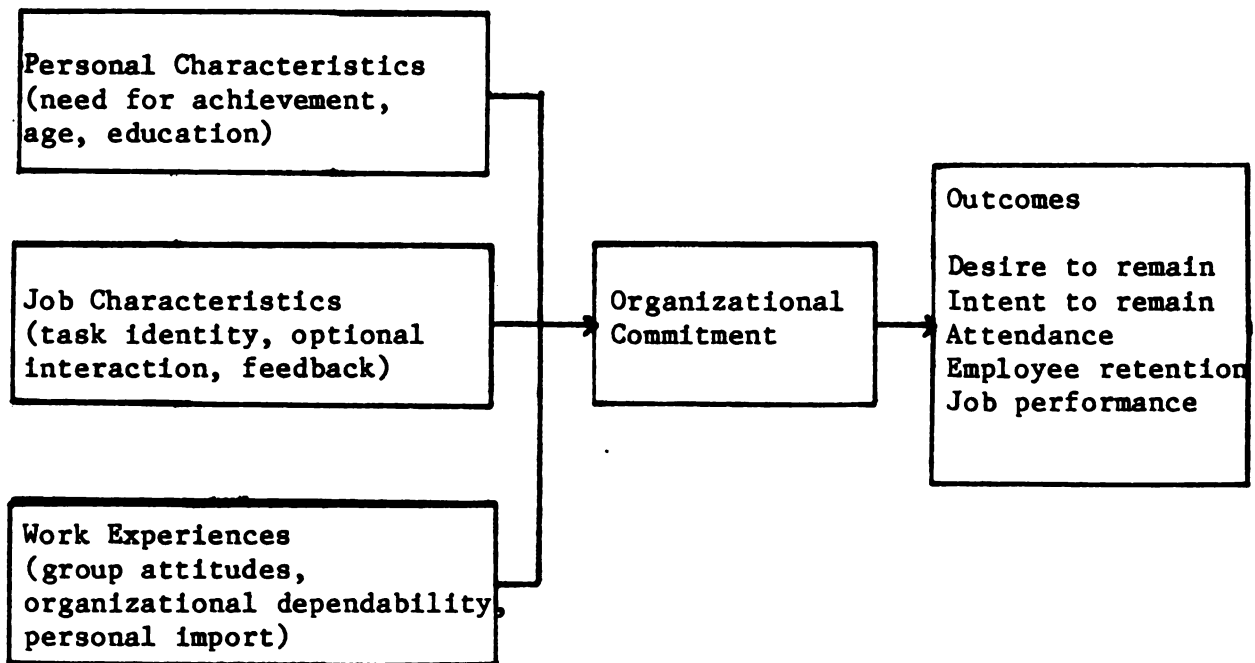 Personal Characteristics
(need for achievement,
age, education)
Job Characteristics
(task identity, optional
interaction, feedback)
Work Experiences
(group attitudes,
organizational dependability,
personal import)
Organizational
Commitment
Outcomes
Desire to remain
Intent to remain
Attendance
Employee retention
Job performance